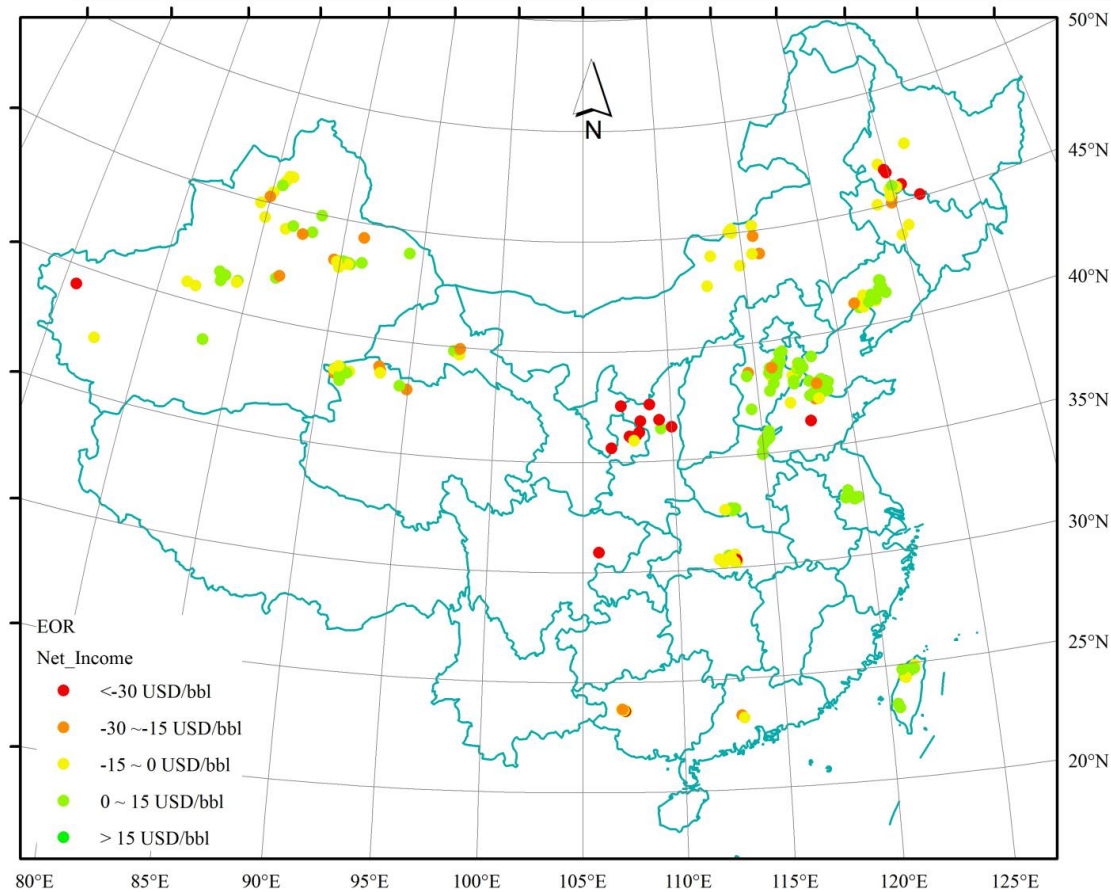 50°N
N
45°N
40°N
35°N
30°N
25°N
20°N
EOR
Net_Income
<-30 USD/bbl
-30 ~-15 USD/bbl
-15 ~ 0 USD/bbl
0 ~ 15 USD/bbl
> 15 USD/bbl
80°E 85°E 90°E 95°E 100°E 105°E 110°E 115°E 120°E 125°E